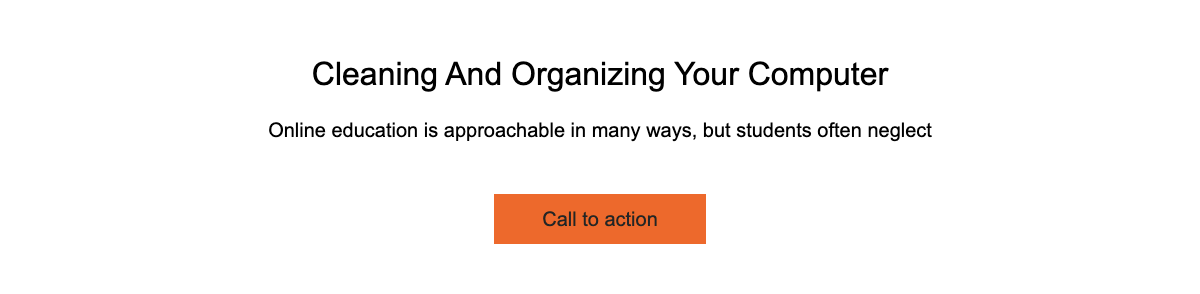 Cleaning And Organizing Your Computer
Online education is approachable in many ways, but students often neglect
Call to action